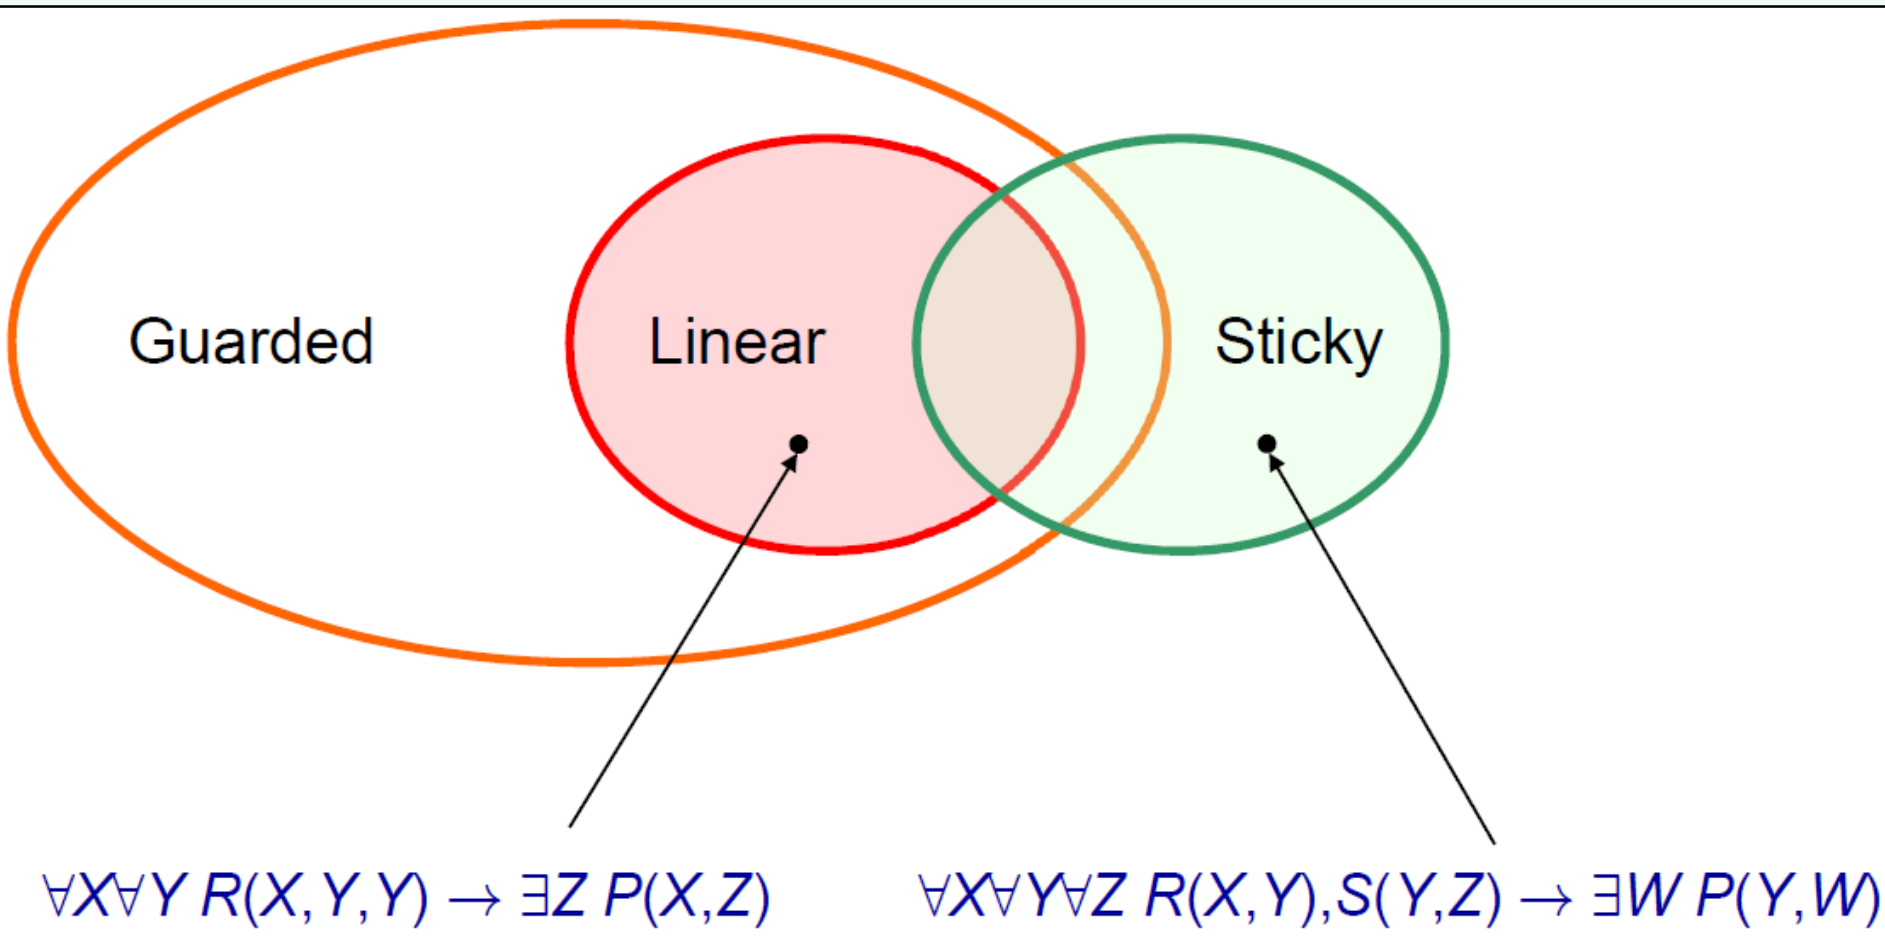 Guarded Linear Sticky
∀X∀Y R(X,Y,Y) → ∃Z P(X,Z) ∀X∀Y∀Z R(X,Y),S(Y,Z) → ∃W P(Y,W)